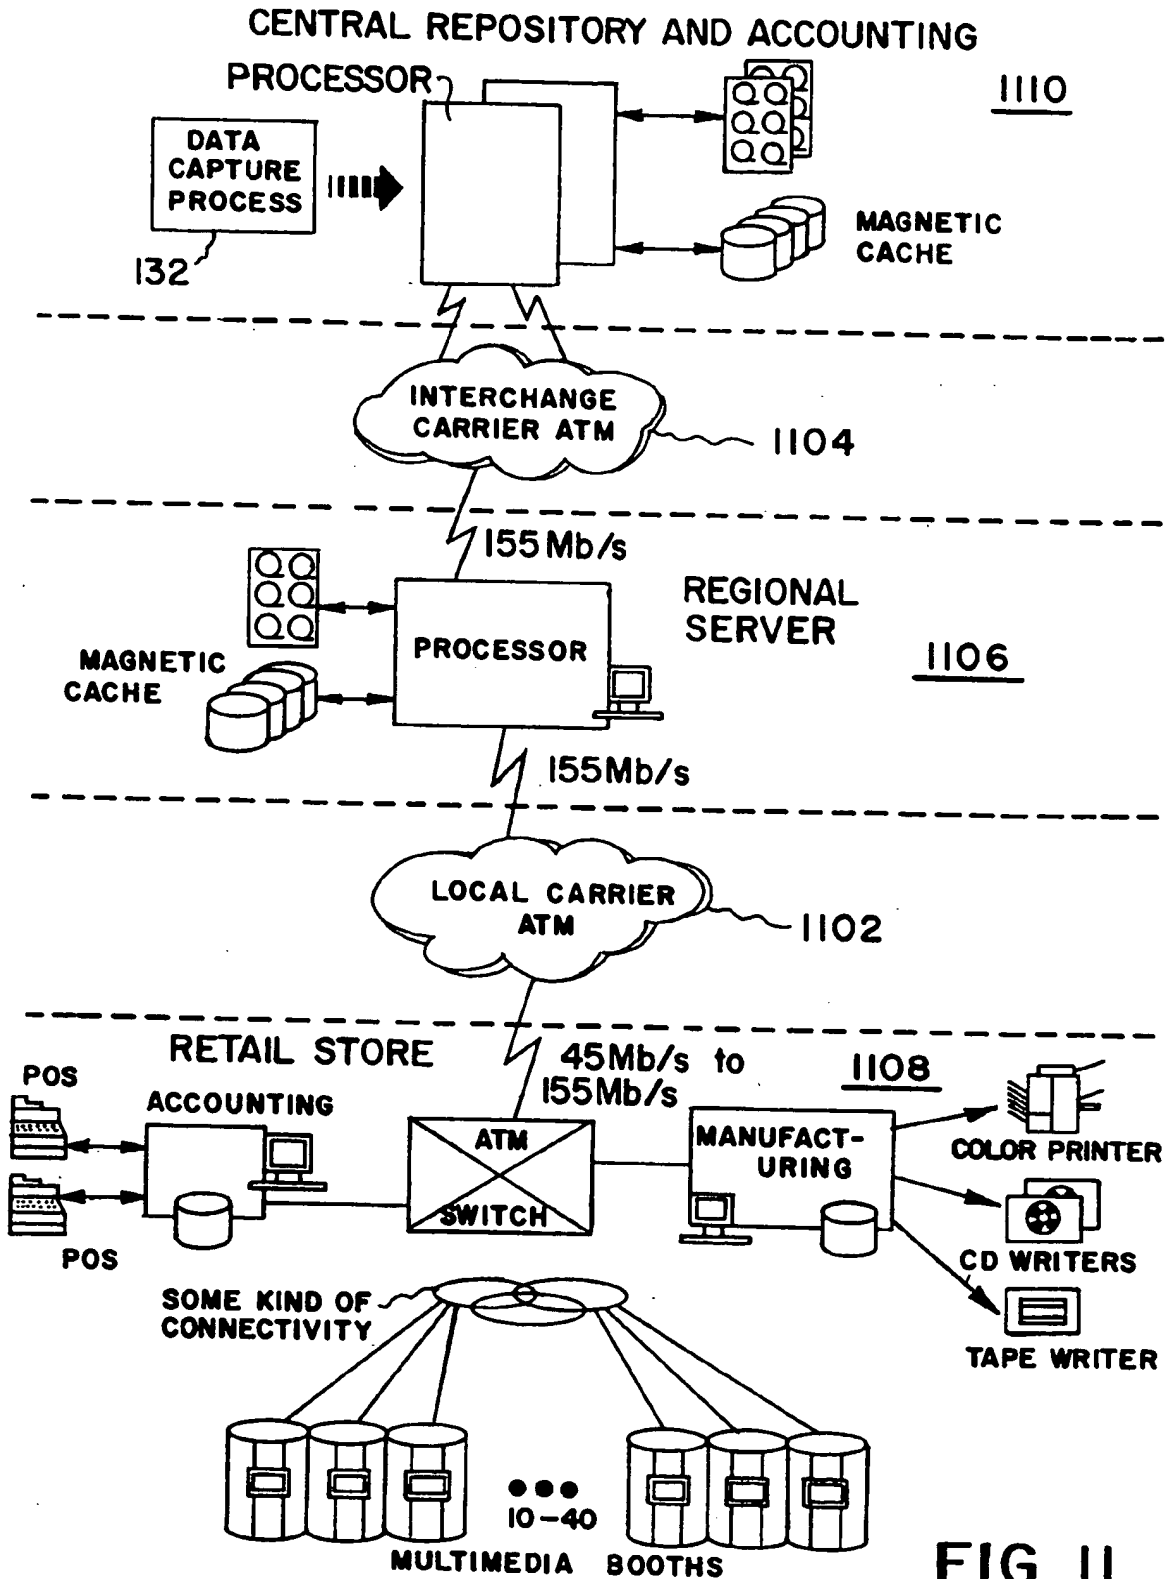 CENTRAL REPOSITORY AND ACCOUNTING
PROCESSOR
1110
DATA
CAPTURE
PROCESS
132
MAGNETIC
CACHE
INTERCHANGE
CARRIER ATM
1104
155Mb/s
REGIONAL
SERVER
1106
PROCESSOR
MAGNETIC
CACHE
155Mb/s
LOCAL CARRIER
ATM
1102
RETAIL STORE
45Mb/s to
155Mb/s
1108
POS
ACCOUNTING
POS
ATM
SWITCH
MANUFACT-
URING
COLOR PRINTER
CD WRITERS
TAPE WRITER
SOME KIND OF
CONNECTIVITY
10-40
MULTIMEDIA BOOTHS
FIG 11